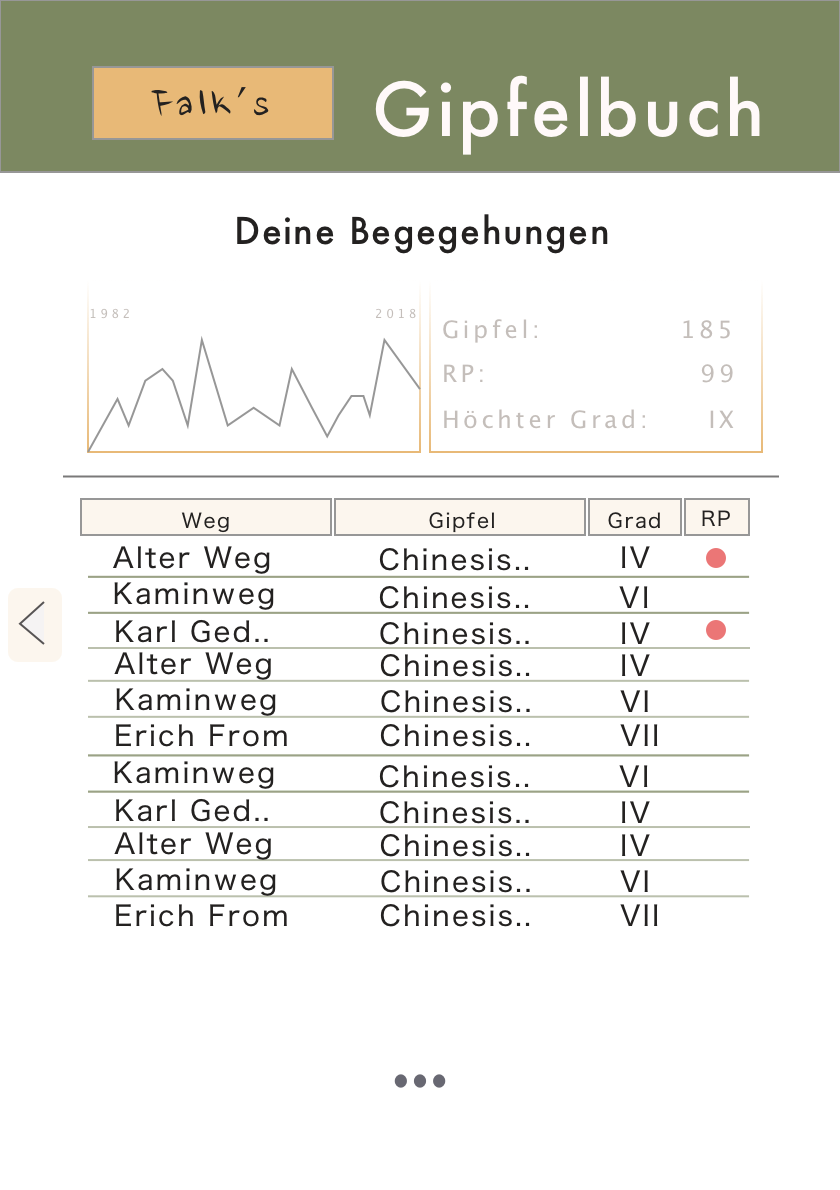 Falk's Gipfelbuch
Deine Begegehungen
1982 2018
Gipfel: 185
RP: 99
Höchter Grad: IX
Weg Gipfel Grad RP
Alter Weg Chinesis.. IV
Kaminweg Chinesis.. VI
Karl Ged.. Chinesis.. IV
Alter Weg Chinesis.. IV
Kaminweg Chinesis.. VI
Erich From Chinesis.. VII
Kaminweg Chinesis.. VI
Karl Ged.. Chinesis.. IV
Alter Weg Chinesis.. IV
Kaminweg Chinesis.. VI
Erich From Chinesis.. VII